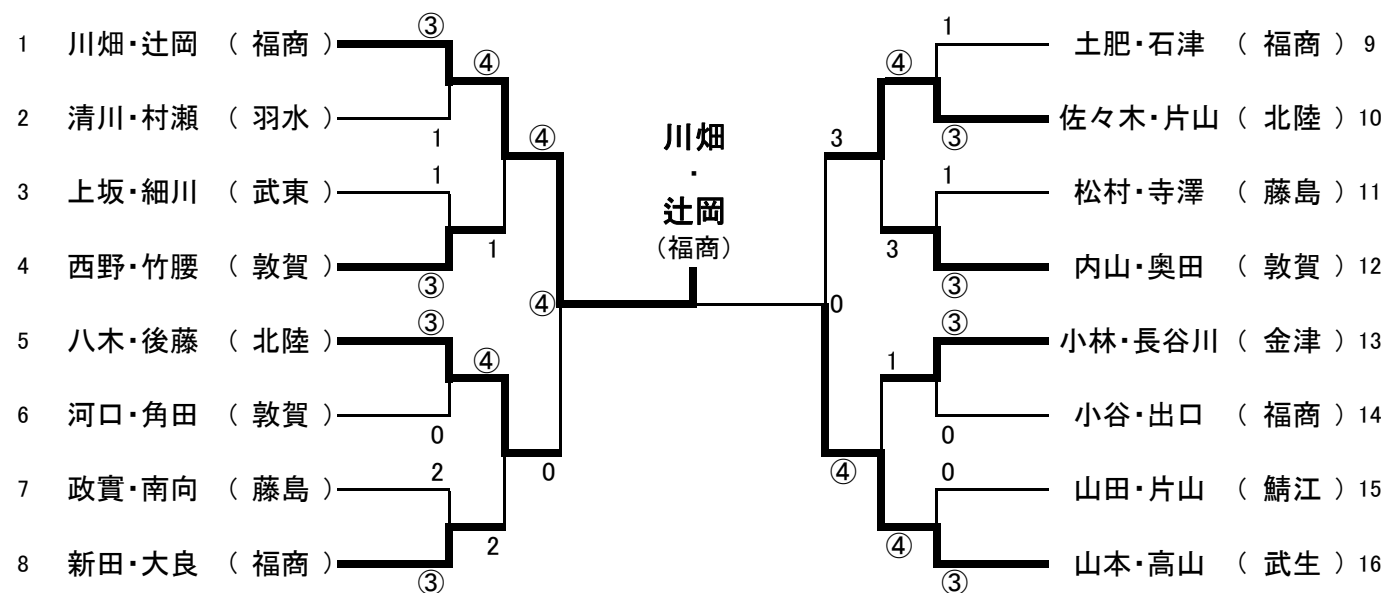 ③
1 川畑・辻岡 （ 福商 ）
④
2 清川・村瀬 （ 羽水 ）
1
④
1
3 上坂・細川 （ 武東 ）
1
4 西野・竹腰 （ 敦賀 ）
③
④
③
5 八木・後藤 （ 北陸 ）
④
6 河口・角田 （ 敦賀 ）
0
0
2
7 政實・南向 （ 藤島 ）
2
8 新田・大良 （ 福商 ）
③
川畑
・
辻岡
（福商）
1
土肥・石津 （ 福商 ） 9
④
佐々木・片山 （ 北陸 ） 10
3
③
1
松村・寺澤 （ 藤島 ） 11
3
内山・奥田 （ 敦賀 ） 12
③
0
③
小林・長谷川 （ 金津 ） 13
1
小谷・出口 （ 福商 ） 14
0
④
0
山田・片山 （ 鯖江 ） 15
④
山本・高山 （ 武生 ） 16
③